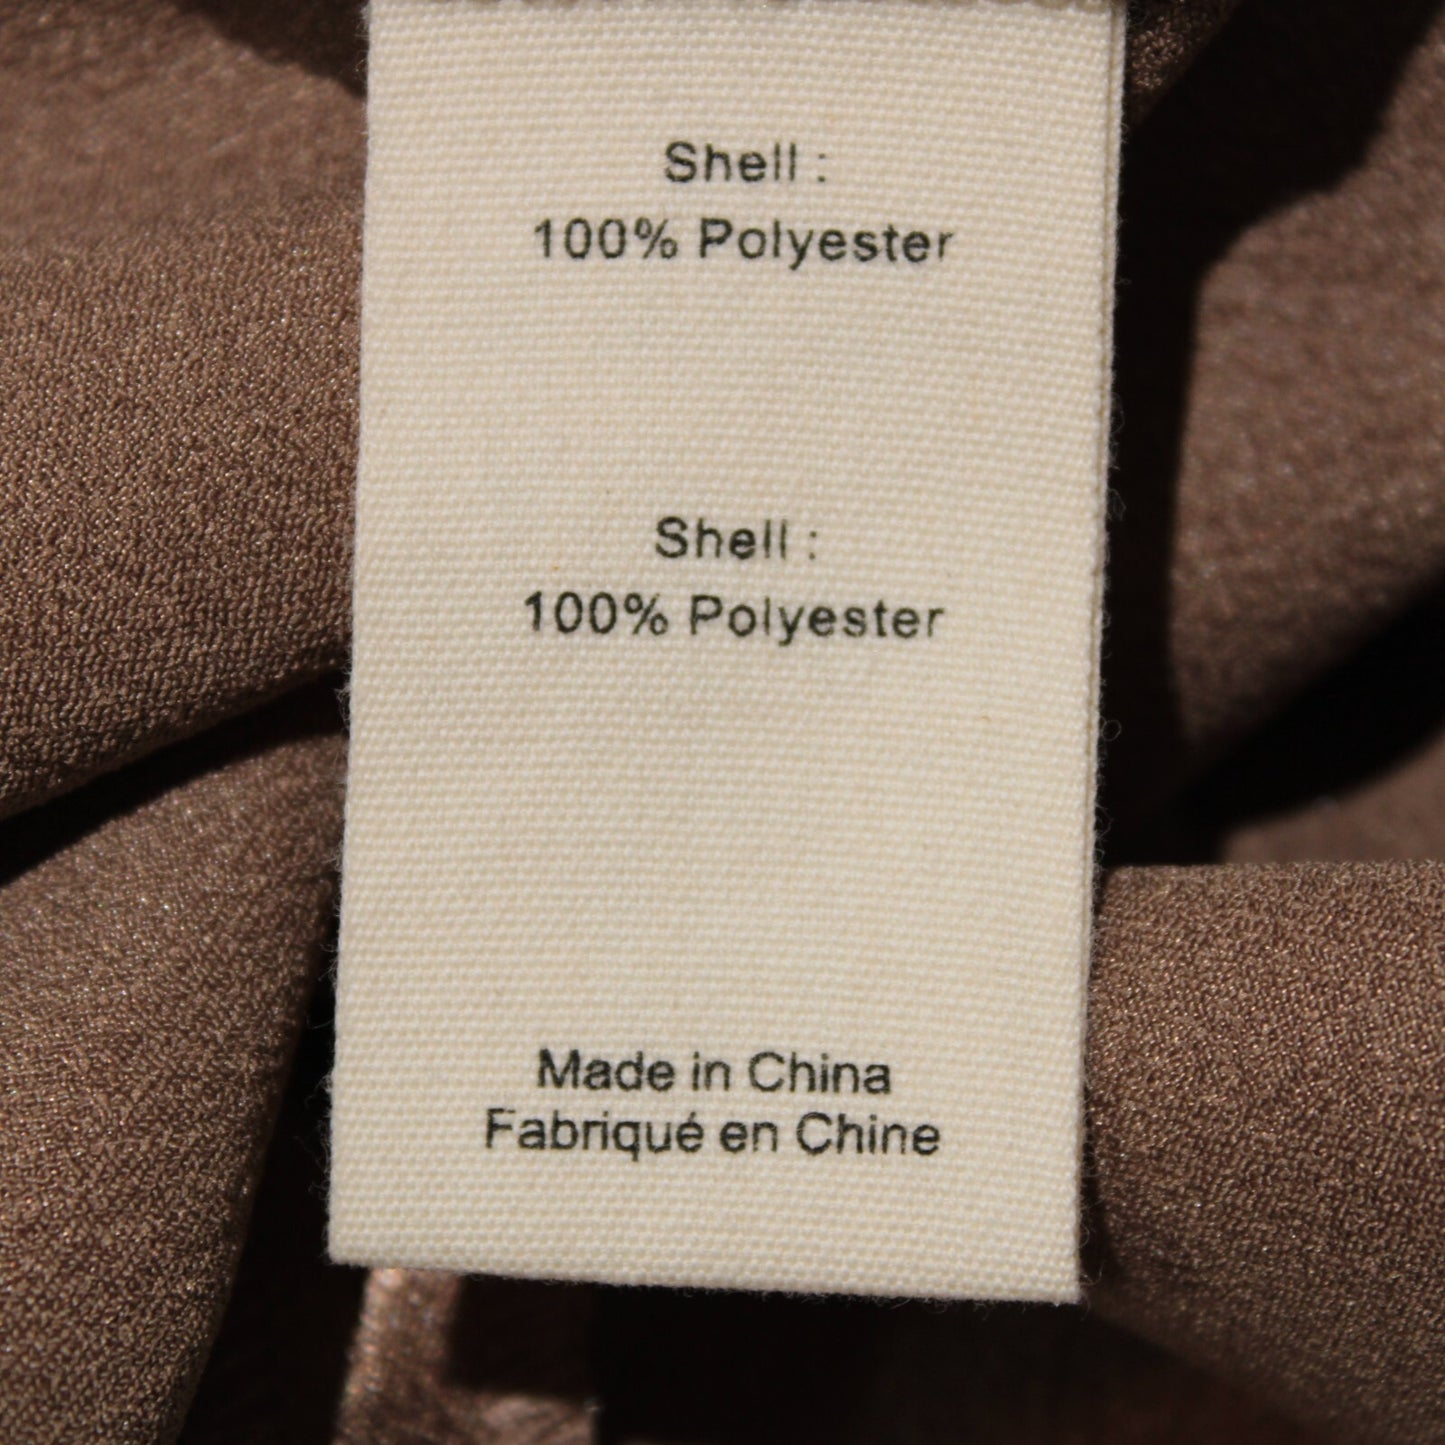 Shell :
100% Polyester
Shell :
100% Polyester
Made in China
Fabriqué en Chine